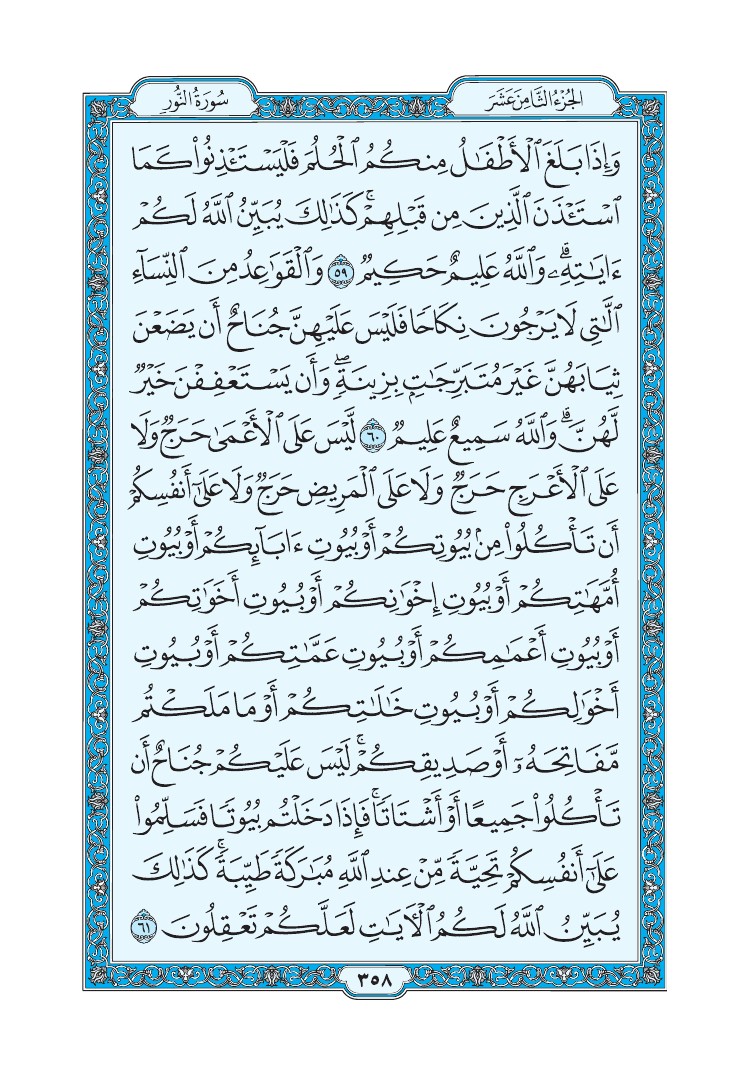 الجُزْءُ الثَّامِنَ عَشَرَ
سُورَةُ النُّورِ
وَإِذَا بَلَغَ ٱلْأَطْفَـٰلُ مِنكُمُ ٱلْحُلُمَ فَلْيَسْتَـْٔذِنُوا۟ كَمَا
ٱسْتَـْٔذَنَ ٱلَّذِينَ مِن قَبْلِهِمْ ۚ كَذَٰلِكَ يُبَيِّنُ ٱللَّهُ لَكُمْ
ءَايَـٰتِهِۦ ۗ وَٱللَّهُ عَلِيمٌ حَكِيمٌ ٥٩ وَٱلْقَوَٰعِدُ مِنَ ٱلنِّسَآءِ
ٱلَّـٰتِى لَا يَرْجُونَ نِكَاحًا فَلَيْسَ عَلَيْهِنَّ جُنَاحٌ أَن يَضَعْنَ
ثِيَابَهُنَّ غَيْرَ مُتَبَرِّجَـٰتٍۭ بِزِينَةٍ ۖ وَأَن يَسْتَعْفِفْنَ خَيْرٌ
لَّهُنَّ ۗ وَٱللَّهُ سَمِيعٌ عَلِيمٌ ٦٠ لَّيْسَ عَلَى ٱلْأَعْمَىٰ حَرَجٌ وَلَا
عَلَى ٱلْأَعْرَجِ حَرَجٌ وَلَا عَلَى ٱلْمَرِيضِ حَرَجٌ وَلَا عَلَىٰٓ أَنفُسِكُمْ
أَن تَأْكُلُوا۟ مِنۢ بُيُوتِكُمْ أَوْ بُيُوتِ ءَابَآئِكُمْ أَوْ بُيُوتِ
أُمَّهَـٰتِكُمْ أَوْ بُيُوتِ إِخْوَٰنِكُمْ أَوْ بُيُوتِ أَخَوَٰتِكُمْ
أَوْ بُيُوتِ أَعْمَـٰمِكُمْ أَوْ بُيُوتِ عَمَّـٰتِكُمْ أَوْ بُيُوتِ
أَخْوَٰلِكُمْ أَوْ بُيُوتِ خَـٰلَـٰتِكُمْ أَوْ مَا مَلَكْتُم
مَّفَاتِحَهُۥٓ أَوْ صَدِيقِكُمْ ۚ لَيْسَ عَلَيْكُمْ جُنَاحٌ أَن
تَأْكُلُوا۟ جَمِيعًا أَوْ أَشْتَاتًا ۚ فَإِذَا دَخَلْتُم بُيُوتًا فَسَلِّمُوا۟
عَلَىٰٓ أَنفُسِكُمْ تَحِيَّةً مِّنْ عِندِ ٱللَّهِ مُبَـٰرَكَةً طَيِّبَةً ۚ كَذَٰلِكَ
يُبَيِّنُ ٱللَّهُ لَكُمُ ٱلْـَٔايَـٰتِ لَعَلَّكُمْ تَعْقِلُونَ ٦١
٣٥٨